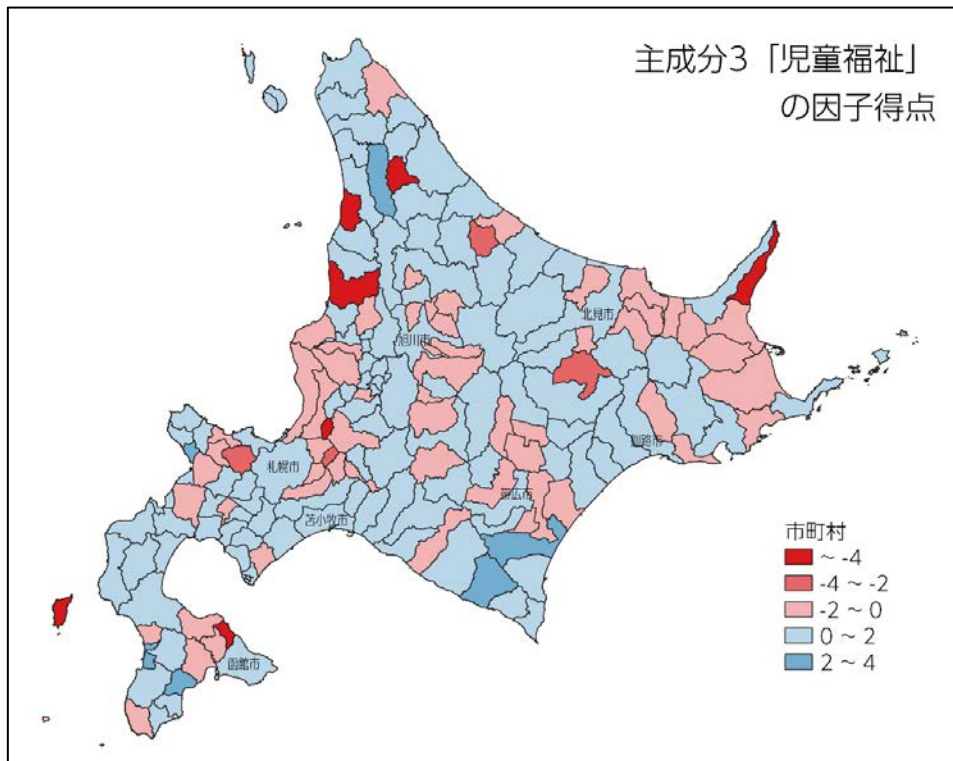 主成分3「児童福祉」
の因子得点
北見市
旭川市
釧路市
札幌市
帯広市
苫小牧市
函館市
市町村
～ -4
-4 ～ -2
-2 ～ 0
0 ～ 2
2 ～ 4